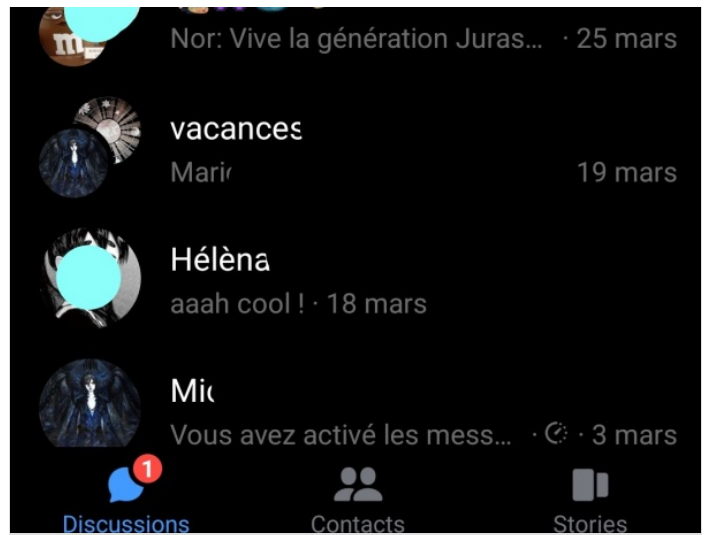 Nor: Vive la génération Juras... · 25 mars
vacances
19 mars
aaah cool ! · 18 mars
Vous avez activé les mess... · · 3 mars
1
Discussions
Contacts
Stories